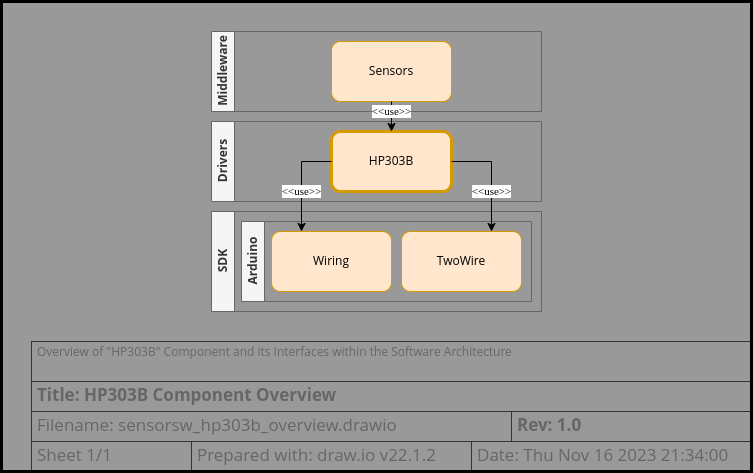 Middleware
Sensors
<<use>>
Drivers
HP303B
<<use>>
<<use>>
SDK
Arduino
Wiring
TwoWire
Overview of "HP303B" Component and its Interfaces within the Software Architecture
Title: HP303B Component Overview
Filename: sensorsw_hp303b_overview.drawio
Rev: 1.0
Sheet 1/1
Prepared with: draw.io v22.1.2
Date: Thu Nov 16 2023 21:34:00